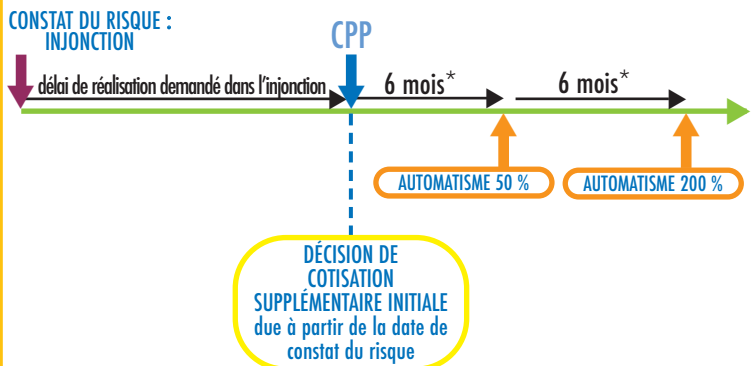 CONSTAT DU RISQUE :
INJONCTION
CPP
délai de réalisation demandé dans l'injonction
6 mois*
6 mois*
AUTOMATISME 50 %
AUTOMATISME 200 %
DÉCISION DE
COTISATION
SUPPLÉMENTAIRE INITIALE
due à partir de la date de
constat du risque